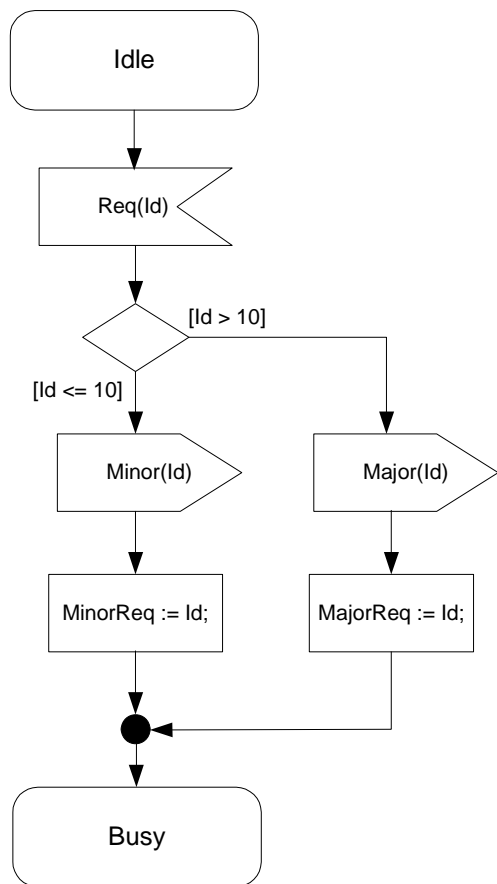 Idle
Req(Id)
[Id > 10]
[Id <= 10]
Minor(Id)
Major(Id)
MinorReq := Id;
MajorReq := Id;
Busy